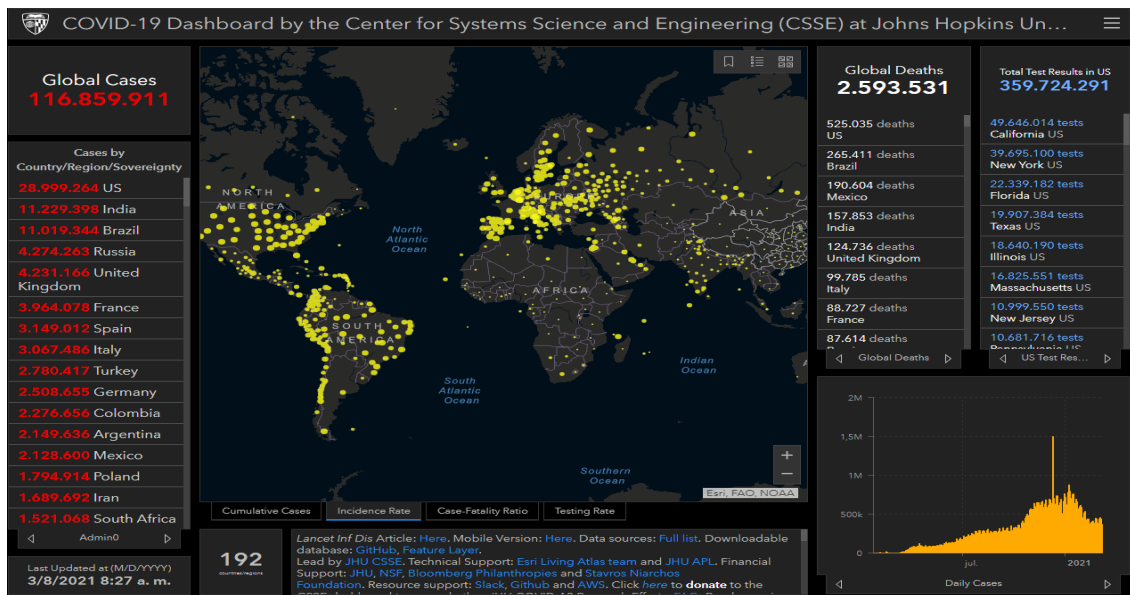 COVID-19 Dashboard by the Center for Systems Science and Engineering (CSSE) at Johns Hopkins Un...
Global Cases
116.859.911
Cases by
Country/Region/Sovereignty
28.999.264 US
11.229.398 India
11.019.344 Brazil
4.274.263 Russia
4.231.166 United
Kingdom
3.964.078 France
3.149.012 Spain
3.067.486 Italy
2.780.417 Turkey
2.508.655 Germany
2.276.656 Colombia
2.149.636 Argentina
2.128.600 Mexico
1.794.914 Poland
1.689.692 Iran
1.521.068 South Africa
Admin0
Last Updated at (M/D/YYYY)
3/8/2021 8:27 a. m.
NORTH
AMERICA
North
Atlantic
Ocean
ASIA
AFRICA
SOUTH
AMERICA
Indian
Ocean
South
Atlantic
Ocean
Southern
Ocean
Esri, FAO, NOAA
Cumulative Cases
Incidence Rate
Case-Fatality Ratio
Testing Rate
192
countries/regions
Lancet Inf Dis Article: Here. Mobile Version: Here. Data sources: Full list. Downloadable
database: GitHub, Feature Layer.
Lead by JHU CSSE. Technical Support: Esri Living Atlas team and JHU APL. Financial
Support: JHU, NSF, Bloomberg Philanthropies and Stavros Niarchos
Foundation. Resource support: Slack, Github and AWS. Click here to donate to the
Global Deaths
2.593.531
525.035 deaths
US
265.411 deaths
Brazil
190.604 deaths
Mexico
157.853 deaths
India
124.736 deaths
United Kingdom
99.785 deaths
Italy
88.727 deaths
France
87.614 deaths
Global Deaths
Total Test Results in US
359.724.291
49.646.014 tests
California US
39.695.100 tests
New York US
22.339.182 tests
Florida US
19.907.384 tests
Texas US
18.640.190 tests
Illinois US
16.825.551 tests
Massachusetts US
10.999.550 tests
New Jersey US
10.681.716 tests
Pennsylvania US
US Test Res...
2M
1,5M
1M
500k
0
jul.
2021
Daily Cases